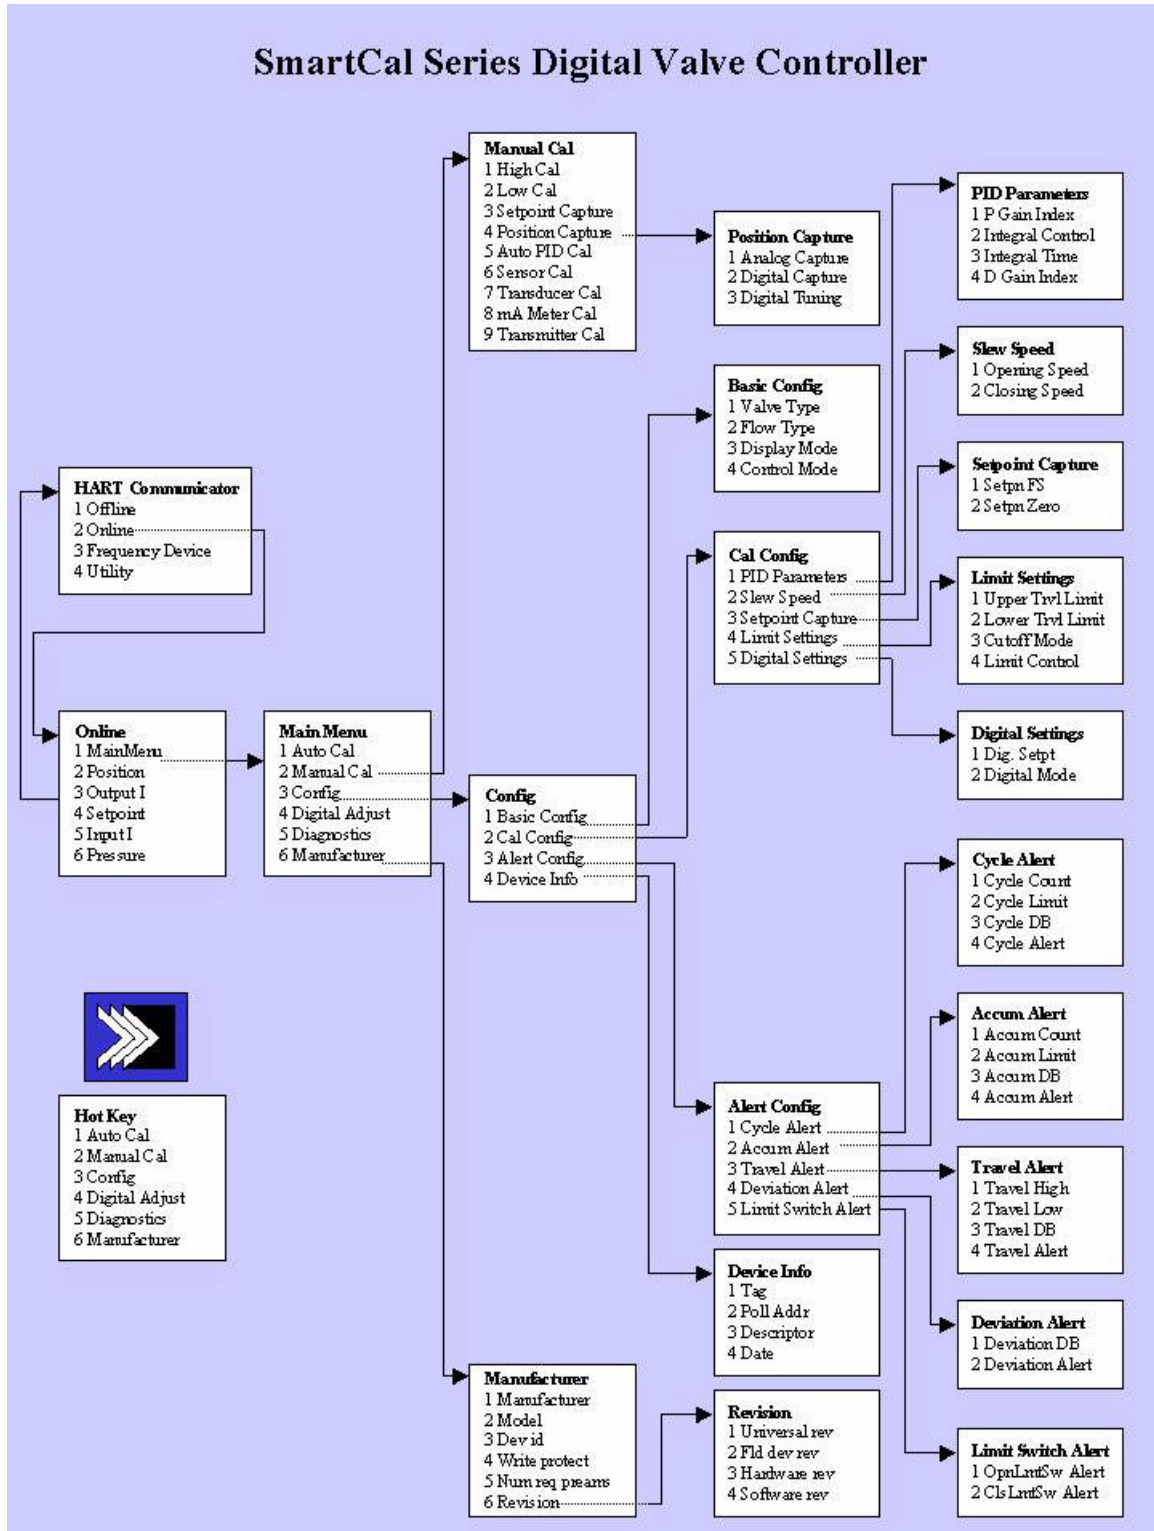 SmartCal Series Digital Valve Controller
Manual Cal
1 High Cal
2 Low Cal
3 Setpoint Capture
4 Position Capture
5 Auto PID Cal
6 Sensor Cal
7 Transducer Cal
8 mA Meter Cal
9 Transmitter Cal
Position Capture
1 Analog Capture
2 Digital Capture
3 Digital Tuning
PID Parameters
1 P Gain Index
2 Integral Control
3 Integral Time
4 D Gain Index
Slew Speed
1 Opening Speed
2 Closing Speed
Basic Config
1 Valve Type
2 Flow Type
3 Display Mode
4 Control Mode
Setpoint Capture
1 Setpn FS
2 Setpn Zero
HART Communicator
1 Offline
2 Online
3 Frequency Device
4 Utility
Cal Config
1 PID Parameters
2 Slew Speed
3 Setpoint Capture
4 Limit Settings
5 Digital Settings
Limit Settings
1 Upper Trvl Limit
2 Lower Trvl Limit
3 Cutoff Mode
4 Limit Control
Online
1 MainMenu
2 Position
3 Output I
4 Setpoint
5 Input I
6 Pressure
Main Menu
1 Auto Cal
2 Manual Cal
3 Config
4 Digital Adjust
5 Diagnostics
6 Manufacturer
Config
1 Basic Config
2 Cal Config
3 Alert Config
4 Device Info
Digital Settings
1 Dig. Setpt
2 Digital Mode
Cycle Alert
1 Cycle Count
2 Cycle Limit
3 Cycle DB
4 Cycle Alert
Accum Alert
1 Accum Count
2 Accum Limit
3 Accum DB
4 Accum Alert
Hot Key
1 Auto Cal
2 Manual Cal
3 Config
4 Digital Adjust
5 Diagnostics
6 Manufacturer
Alert Config
1 Cycle Alert
2 Accum Alert
3 Travel Alert
4 Deviation Alert
5 Limit Switch Alert
Travel Alert
1 Travel High
2 Travel Low
3 Travel DB
4 Travel Alert
Device Info
1 Tag
2 Poll Addr
3 Descriptor
4 Date
Deviation Alert
1 Deviation DB
2 Deviation Alert
Manufacturer
1 Manufacturer
2 Model
3 Dev id
4 Write protect
5 Num req preams
6 Revision
Revision
1 Universal rev
2 Fld dev rev
3 Hardware rev
4 Software rev
Limit Switch Alert
1 OpnLmtSw Alert
2 ClsLmtSw Alert